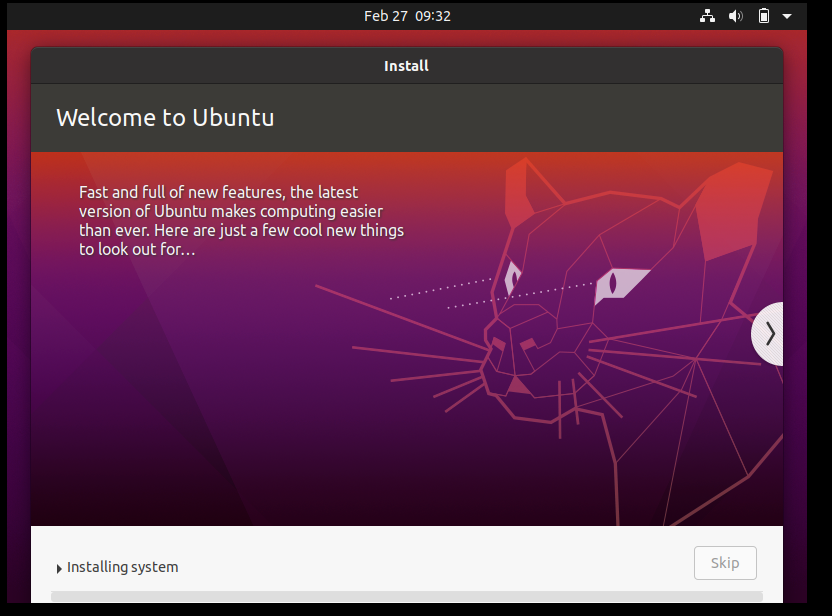 Feb 27 09:32
Install
Welcome to Ubuntu
Fast and full of new features, the latest
version of Ubuntu makes computing easier
than ever. Here are just a few cool new things
to look out for…
Installing system
Skip